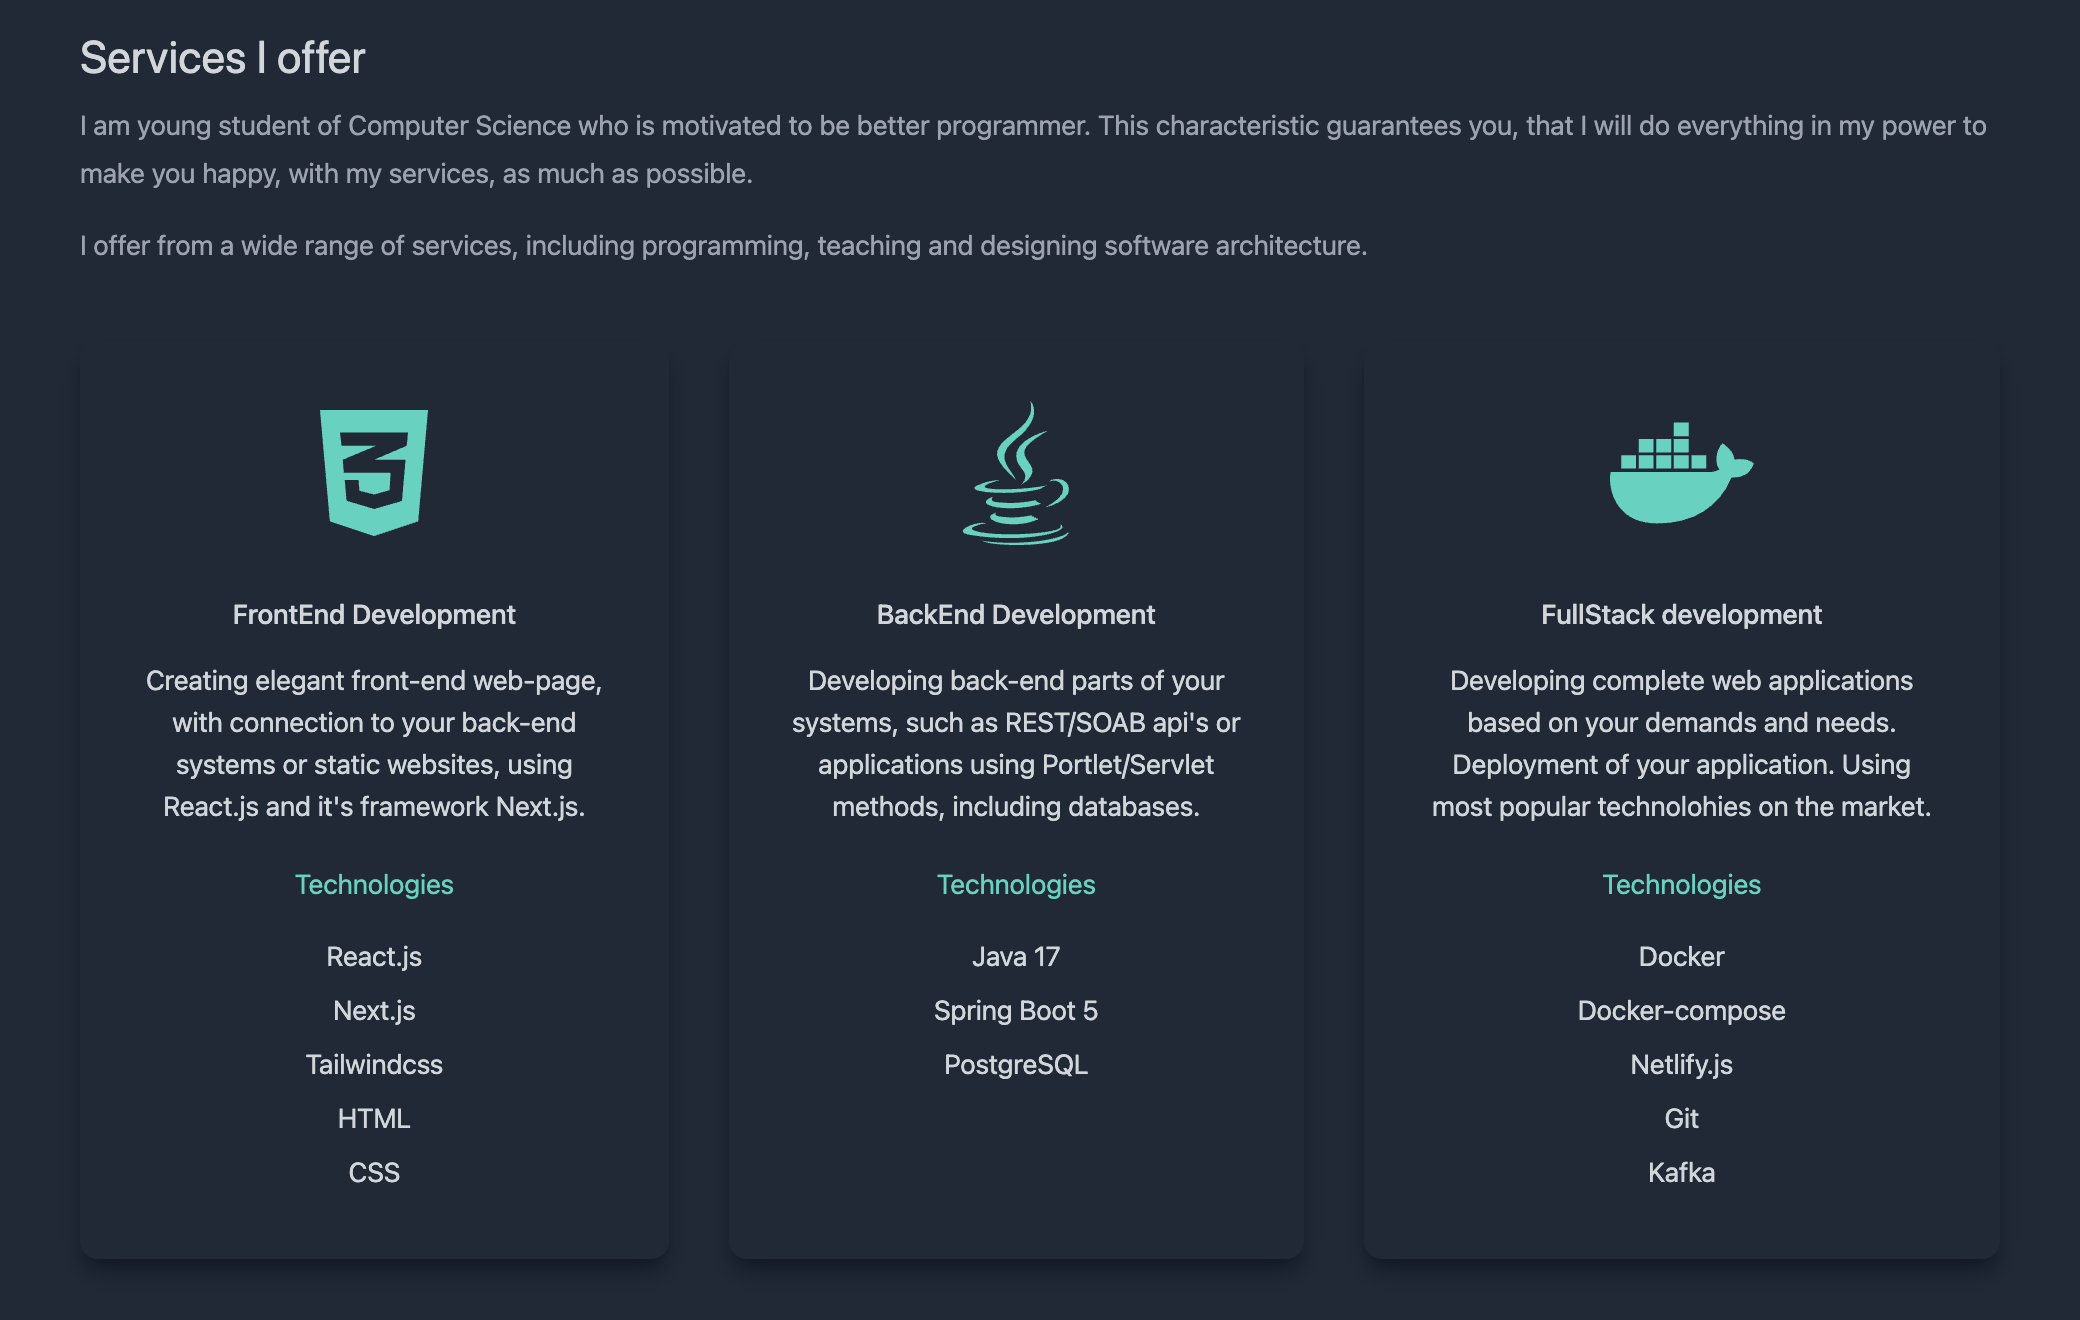 Services I offer
I am young student of Computer Science who is motivated to be better programmer. This characteristic guarantees you, that I will do everything in my power to
make you happy, with my services, as much as possible.
I offer from a wide range of services, including programming, teaching and designing software architecture.
FrontEnd Development
Creating elegant front-end web-page,
with connection to your back-end
systems or static websites, using
React.js and it's framework Next.js.
Technologies
React.js
Next.js
Tailwindcss
HTML
CSS
BackEnd Development
Developing back-end parts of your
systems, such as REST/SOAB api's or
applications using Portlet/Servlet
methods, including databases.
Technologies
Java 17
Spring Boot 5
PostgreSQL
FullStack development
Developing complete web applications
based on your demands and needs.
Deployment of your application. Using
most popular technolohies on the market.
Technologies
Docker
Docker-compose
Netlify.js
Git
Kafka